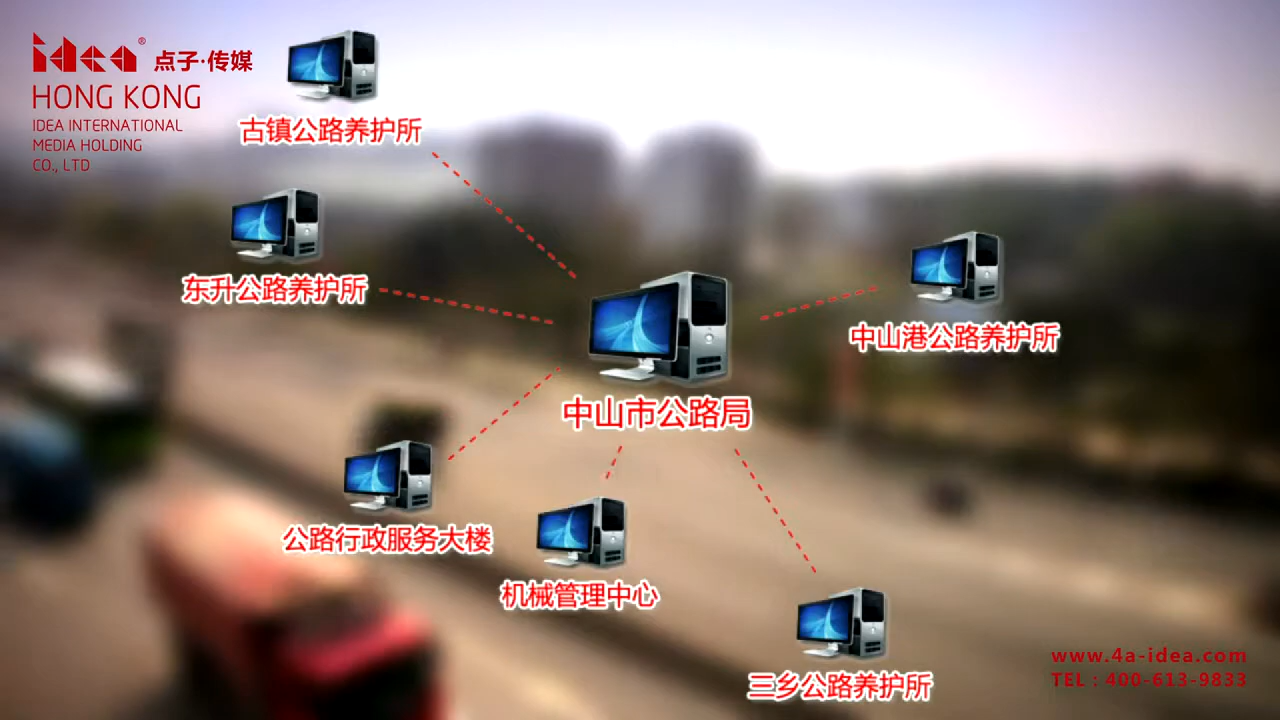 idea® 点子·传媒
HONG KONG
IDEA INTERNATIONAL
MEDIA HOLDING
CO., LTD
古镇公路养护所
东升公路养护所
中山港公路养护所
中山市公路局
公路行政服务大楼
机械管理中心
三乡公路养护所
www.4a-idea.com
TEL：400-613-9833